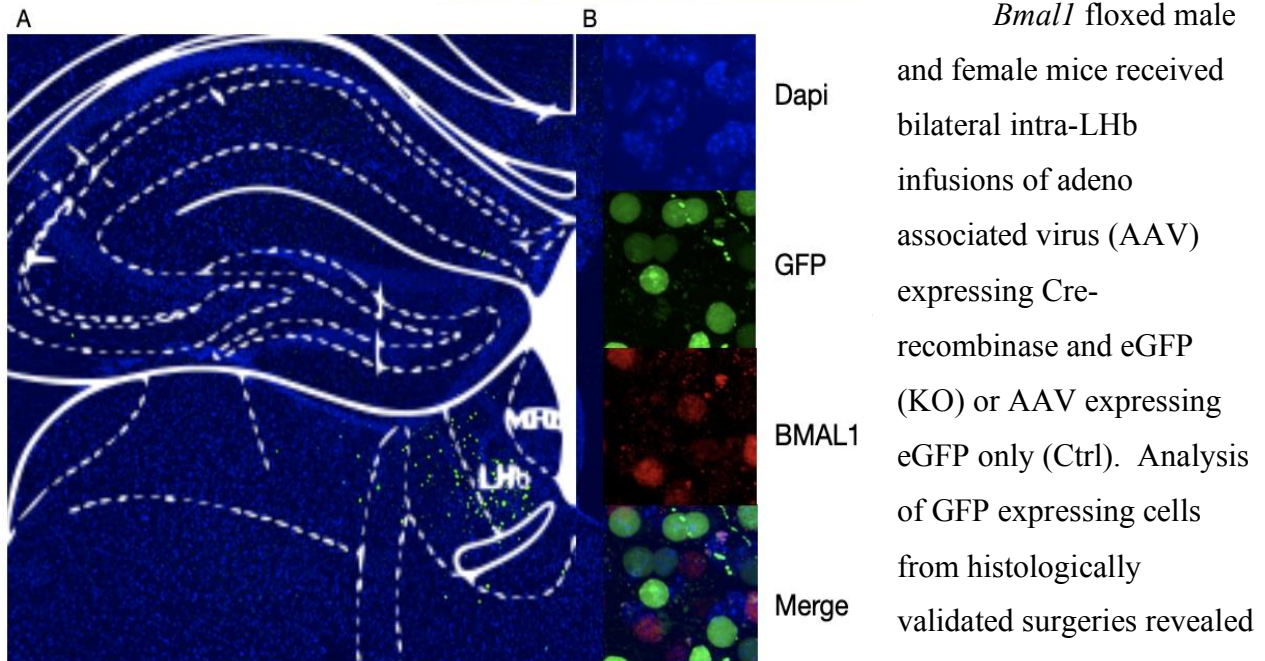 A
B
Dapi
GFP
BMAL1
Merge
LHb
Bmal1 floxed male
and female mice received
bilateral intra-LHb
infusions of adeno
associated virus (AAV)
expressing Cre-
recombinase and eGFP
(KO) or AAV expressing
eGFP only (Ctrl).  Analysis
of GFP expressing cells
from histologically
validated surgeries revealed